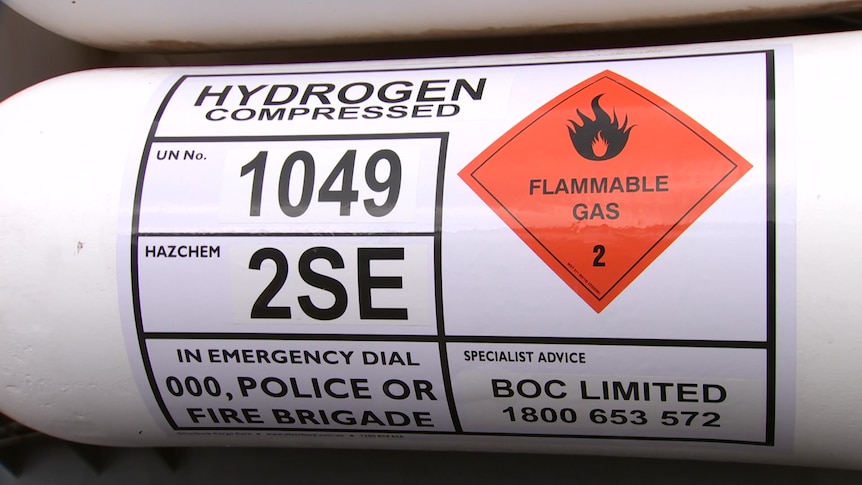 HYDROGEN
COMPRESSED
UN No.
1049
HAZCHEM
2SE
FLAMMABLE
GAS
2
IN EMERGENCY DIAL
000, POLICE OR
FIRE BRIGADE
SPECIALIST ADVICE
BOC LIMITED
1800 653 572